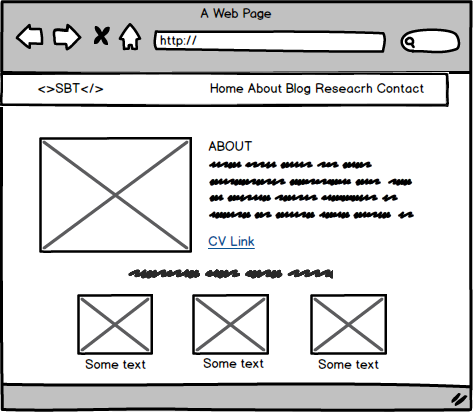 A Web Page
http://
<>SBT</> Home About Blog Reseacrh Contact
ABOUT
CV Link
Some text Some text Some text